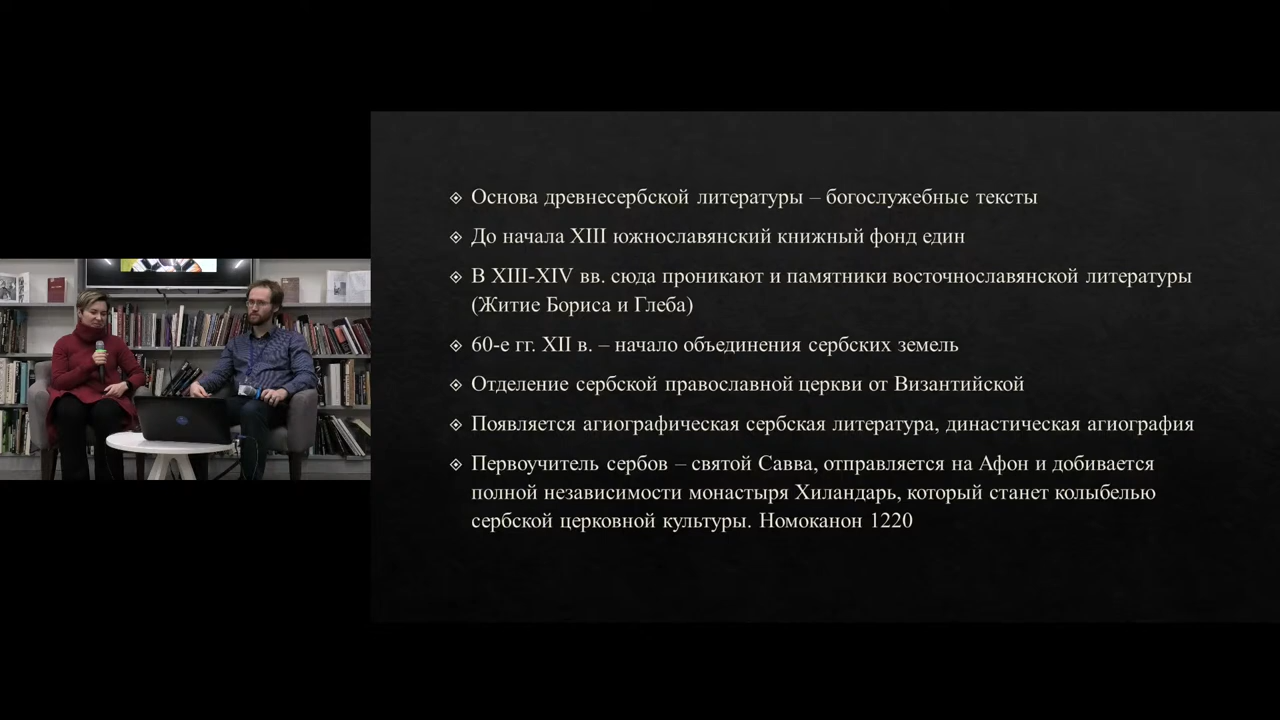 Основа древнесербской литературы – богослужебные тексты
До начала XIII южнославянский книжный фонд един
В XIII-XIV вв. сюда проникают и памятники восточнославянской литературы
(Житие Бориса и Глеба)
60-е гг. XII в. – начало объединения сербских земель
Отделение сербской православной церкви от Византийской
Появляется агиографическая сербская литература, династическая агиография
Первоучитель сербов – святой Савва, отправляется на Афон и добивается
полной независимости монастыря Хиландарь, который станет колыбелью
сербской церковной культуры. Номоканон 1220